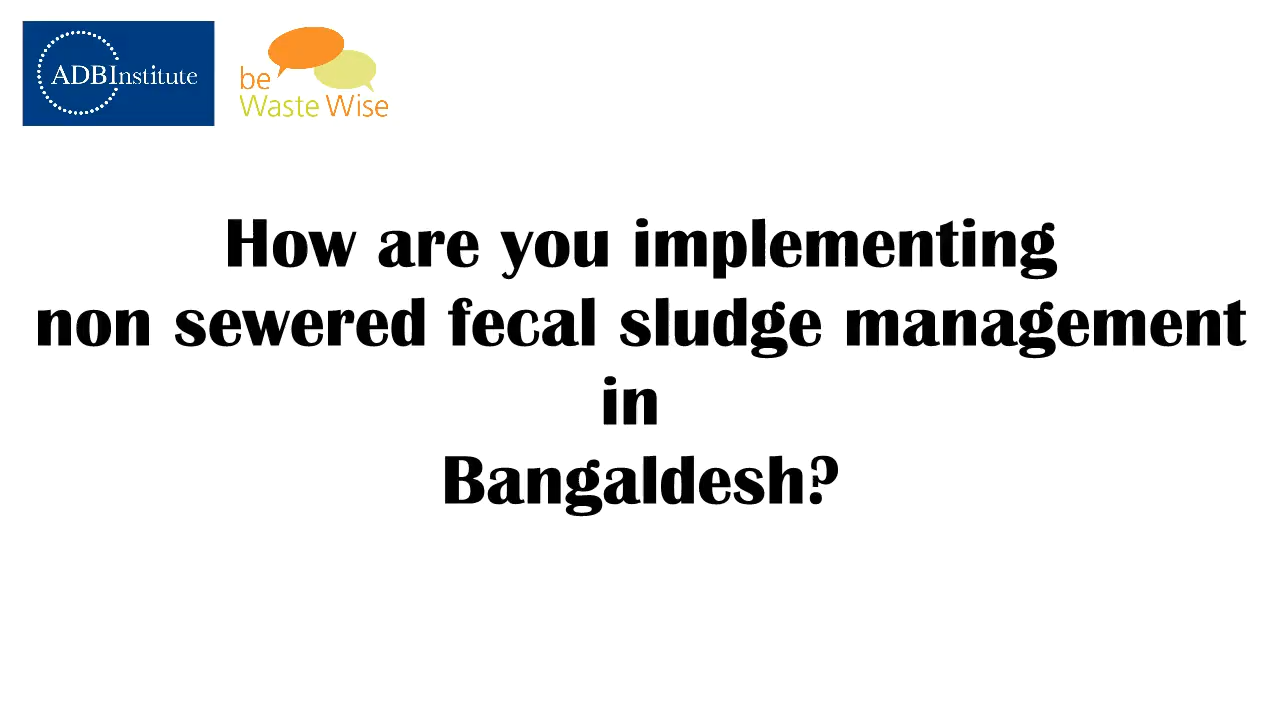 ADBInstitute
be
Waste Wise
How are you implementing
non sewered fecal sludge management
in
Bangaldesh?